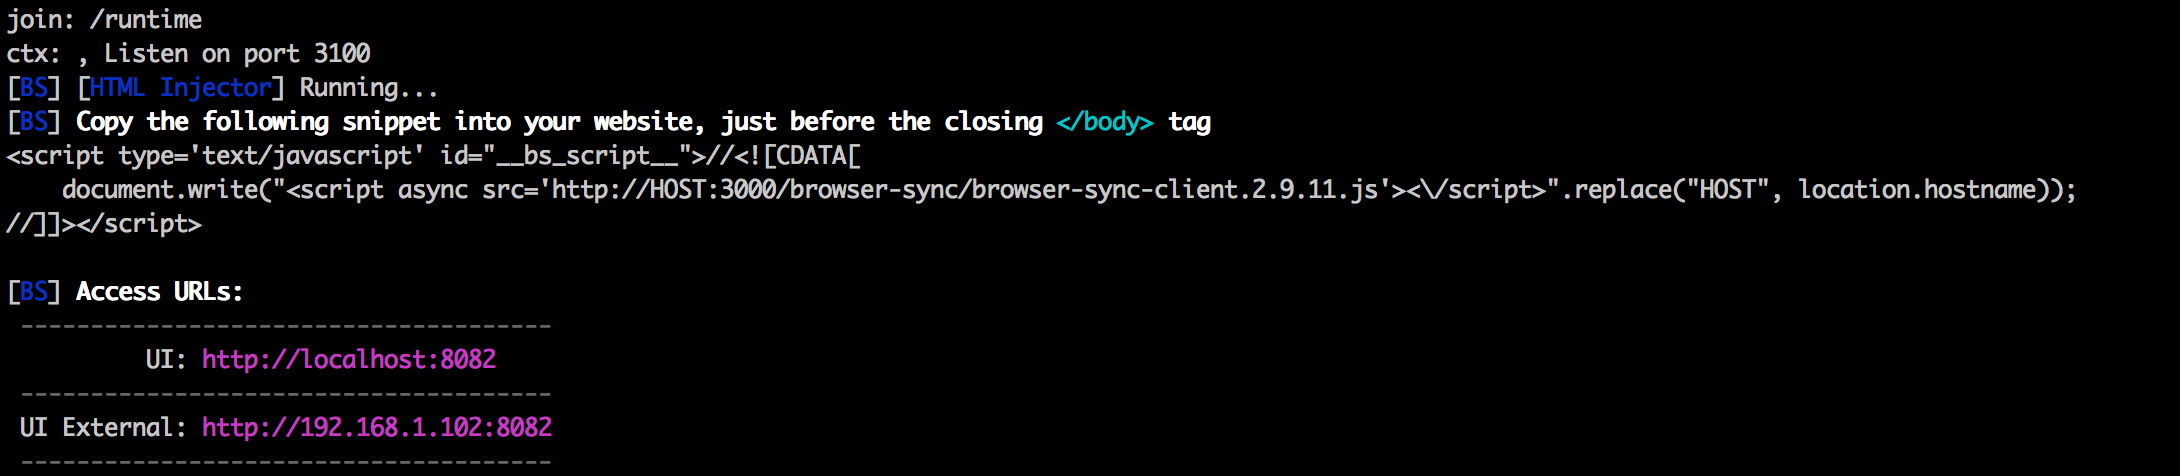 join: /runtime
ctx: , Listen on port 3100
[BS] [HTML Injector] Running...
[BS] Copy the following snippet into your website, just before the closing </body> tag
<script type='text/javascript' id="__bs_script__">//<![CDATA[
    document.write("<script async src='http://HOST:3000/browser-sync/browser-sync-client.2.9.11.js'><\/script>".replace("HOST", location.hostname));
//]]></script>

[BS] Access URLs:
 --------------------------------------
          UI: http://localhost:8082
 --------------------------------------
 UI External: http://192.168.1.102:8082
 --------------------------------------